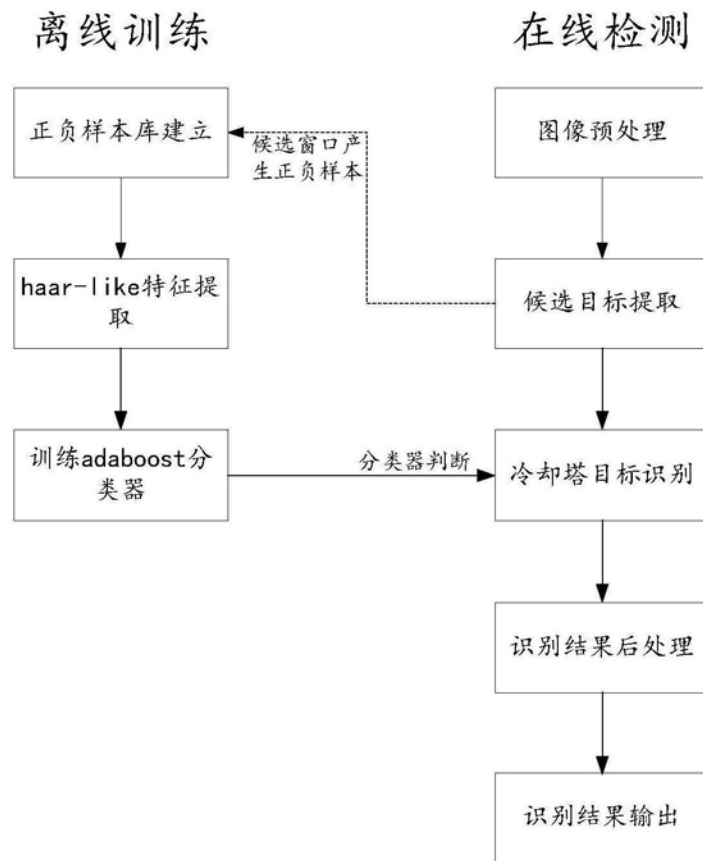 离线训练
在线检测
正负样本库建立
候选窗口产
生正负样本
图像预处理
haar-like特征提
取
候选目标提取
训练adaboost分
类器
分类器判断
冷却塔目标识别
识别结果后处理
识别结果输出